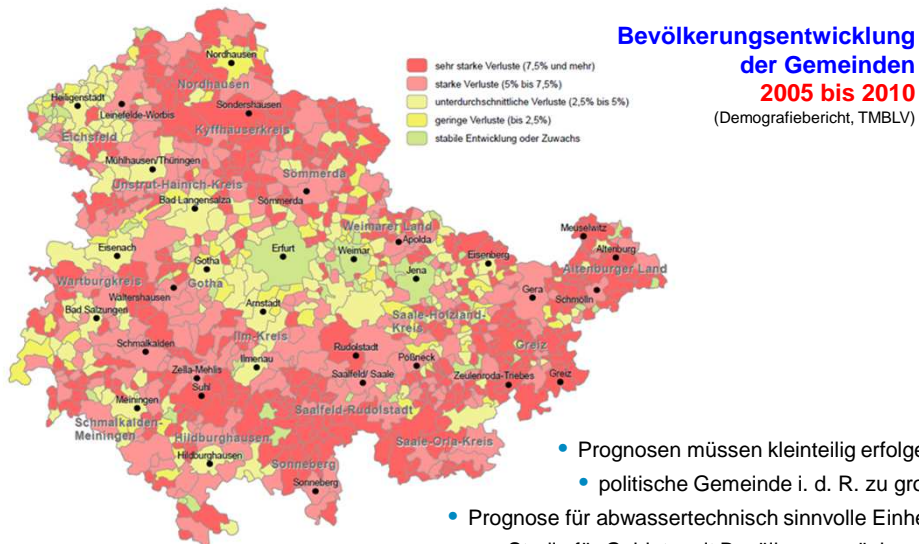 Bevölkerungsentwicklung
der Gemeinden
2005 bis 2010
(Demografiebericht, TMBLV)
sehr starke Verluste (7,5% und mehr)
starke Verluste (5% bis 7,5%)
unterdurchschnittliche Verluste (2,5% bis 5%)
geringe Verluste (bis 2,5%)
stabile Entwicklung oder Zuwachs
Nordhausen
Nordhausen
Heiligenstadt
Leinefelde-Worbis
Sondershausen
Eichsfeld
Kyffhäuserkreis
Mühlhausen/Thüringen
Unstrut-Hainich-Kreis
Sömmerda
Bad Langensalza
Sömmerda
Weimarer Land
Apolda
Meuselwitz
Eisenach
Gotha
Erfurt
Weimar
Jena
Eisenberg
Altenburg
Altenburger Land
Wartburgkreis
Gotha
Waltershausen
Gera
Schmölln
Bad Salzungen
Arnstadt
Saale-Holzland-
Kreis
Ilm-Kreis
Greiz
Schmalkalden
Ilmenau
Rudolstadt
Pößneck
Zella-Mehlis
Saalfeld/ Saale
Zeulenroda-Triebes
Greiz
Suhl
Meiningen
Saalfeld-Rudolstadt
Schmalkalden-
Meiningen
Hildburghausen
Saale-Orla-Kreis
Hildburghausen
Sonneberg
Sonneberg
• Prognosen müssen kleinteilig erfolge
• politische Gemeinde i. d. R. zu gro
• Prognose für abwassertechnisch sinnvolle Einhe